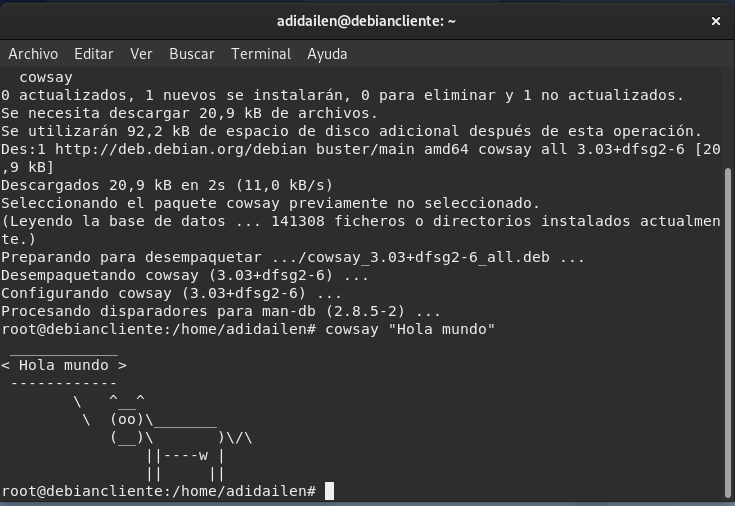 adidailen@debiancliente: ~
Archivo Editar Ver Buscar Terminal Ayuda
  cowsay
0 actualizados, 1 nuevos se instalarán, 0 para eliminar y 1 no actualizados.
Se necesita descargar 20,9 kB de archivos.
Se utilizarán 92,2 kB de espacio de disco adicional después de esta operación.
Des:1 http://deb.debian.org/debian buster/main amd64 cowsay all 3.03+dfsg2-6 [20
,9 kB]
Descargados 20,9 kB en 2s (11,0 kB/s)
Seleccionando el paquete cowsay previamente no seleccionado.
(Leyendo la base de datos ... 141308 ficheros o directorios instalados actualmen
te.)
Preparando para desempaquetar .../cowsay_3.03+dfsg2-6_all.deb ...
Desempaquetando cowsay (3.03+dfsg2-6) ...
Configurando cowsay (3.03+dfsg2-6) ...
Procesando disparadores para man-db (2.8.5-2) ...
root@debiancliente:/home/adidailen# cowsay "Hola mundo"
 ____________
< Hola mundo >
 ------------
        \   ^__^
         \  (oo)\_______
            (__)\       )\/\
                ||----w |
                ||     ||
root@debiancliente:/home/adidailen#